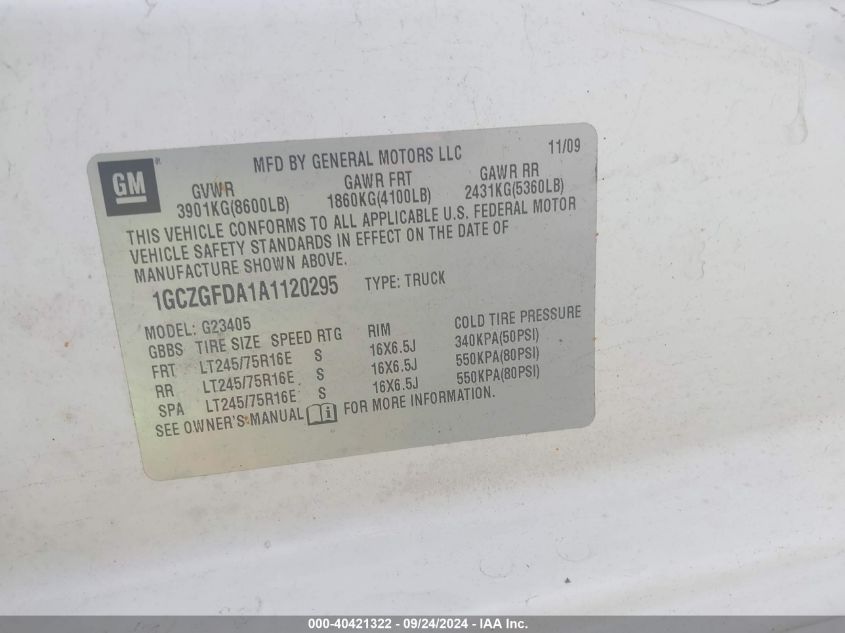 GM ®
MFD BY GENERAL MOTORS LLC 11/09
GVWR GAWR FRT GAWR RR
3901KG(8600LB) 1860KG(4100LB) 2431KG(5360LB)
THIS VEHICLE CONFORMS TO ALL APPLICABLE U.S. FEDERAL MOTOR
VEHICLE SAFETY STANDARDS IN EFFECT ON THE DATE OF
MANUFACTURE SHOWN ABOVE.
1GCZGFDA1A1120295 TYPE: TRUCK
MODEL: G23405
GBBS TIRE SIZE SPEED RTG RIM COLD TIRE PRESSURE
FRT LT245/75R16E S 16X6.5J 340KPA(50PSI)
RR LT245/75R16E S 16X6.5J 550KPA(80PSI)
SPA LT245/75R16E S 16X6.5J 550KPA(80PSI)
SEE OWNER'S MANUAL i FOR MORE INFORMATION.
000-40421322 - 09/24/2024 - IAA Inc.